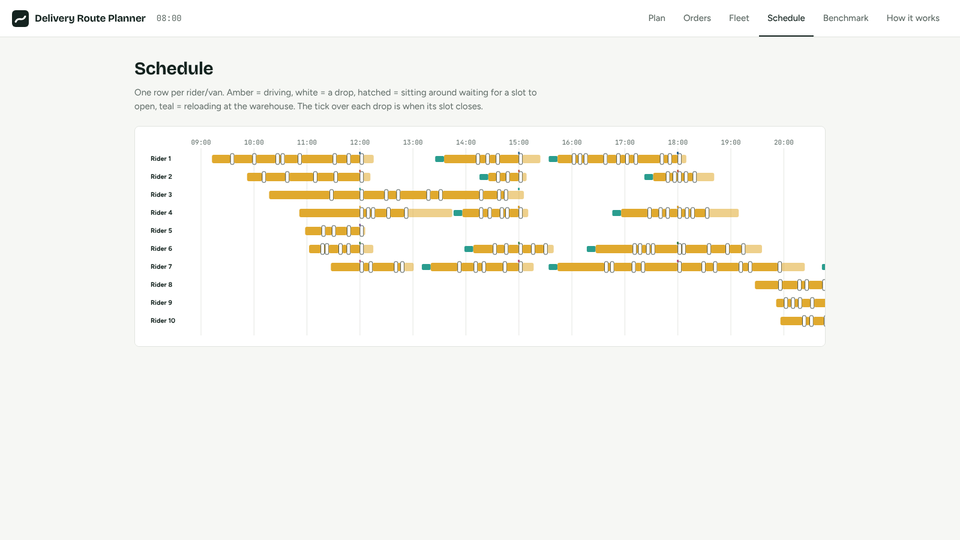 Delivery Route Planner 08:00 Plan Orders Fleet Schedule Benchmark How it works
Schedule
One row per rider/van. Amber = driving, white = a drop, hatched = sitting around waiting for a slot to
open, teal = reloading at the warehouse. The tick over each drop is when its slot closes.
09:00 10:00 11:00 12:00 13:00 14:00 15:00 16:00 17:00 18:00 19:00 20:00
Rider 1
Rider 2
Rider 3
Rider 4
Rider 5
Rider 6
Rider 7
Rider 8
Rider 9
Rider 10